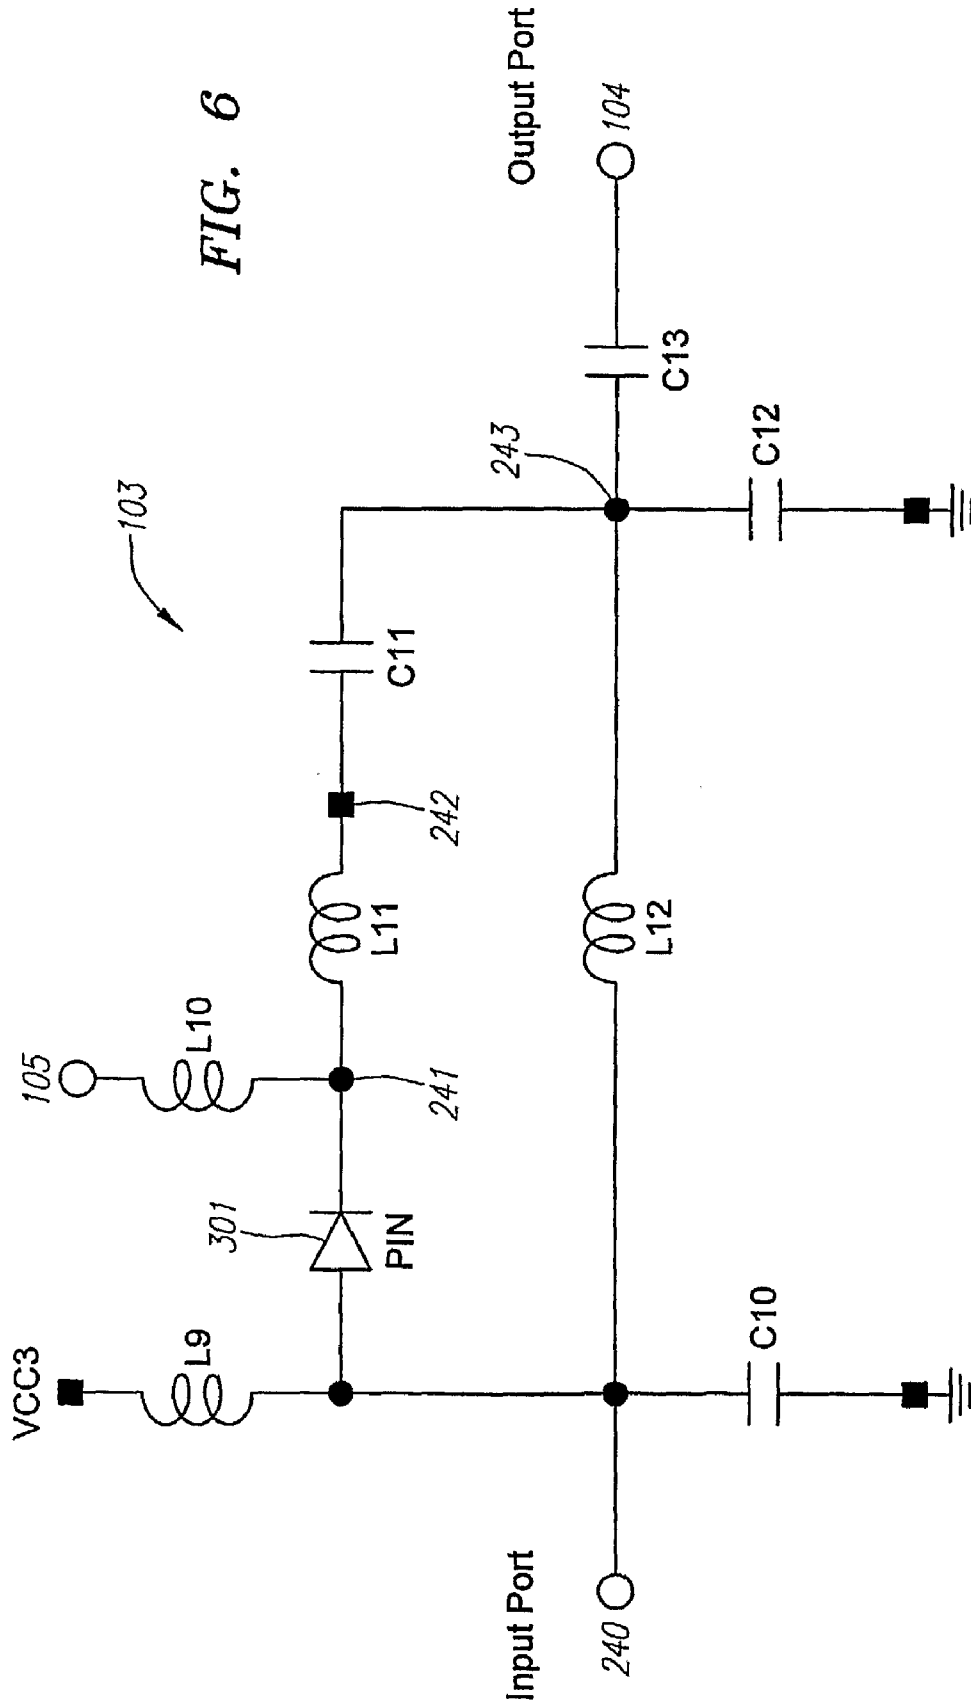 FIG. 6
103
VCC3
L9
105
L10
301
PIN
241
L11
242
C11
243
Input Port
240
L12
C10
C12
C13
Output Port
104